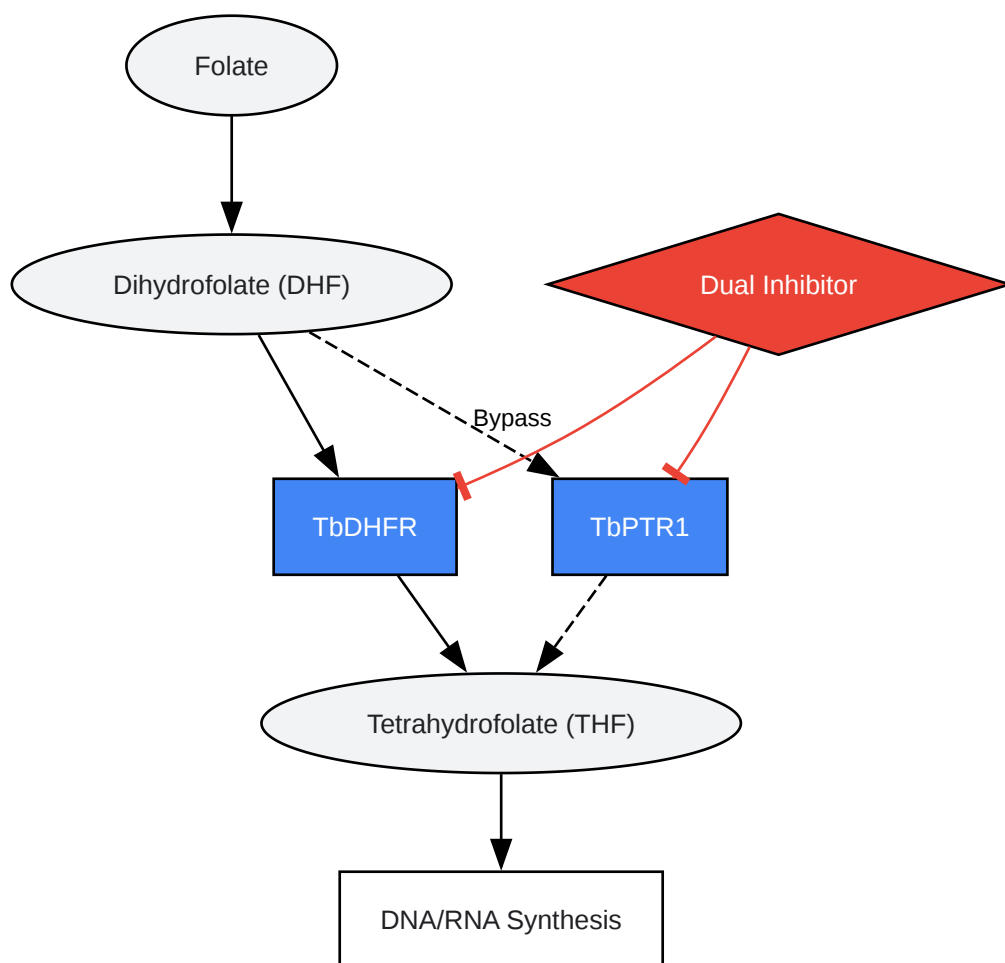 Folate
Dihydrofolate (DHF)
Dual Inhibitor
Bypass
TbDHFR
TbPTR1
Tetrahydrofolate (THF)
DNA/RNA Synthesis